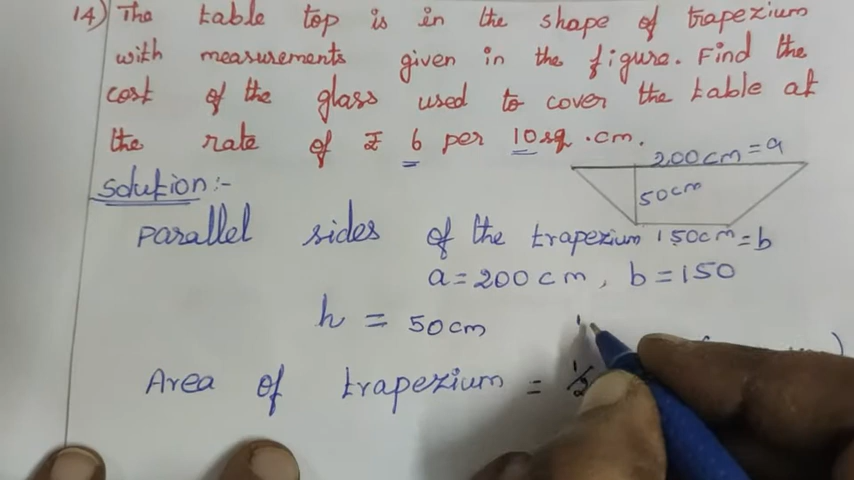 14) The table top is in the shape of trapezium
with measurements given in the figure. Find the
cost of the glass used to cover the table at
the rate of ₹ 6 per 10 sq .cm.
200cm = a
50cm
Solution:-
Parallel sides of the trapezium 150cm = b
a = 200 cm, b = 150
h = 50 cm
Area of trapezium = 1/2